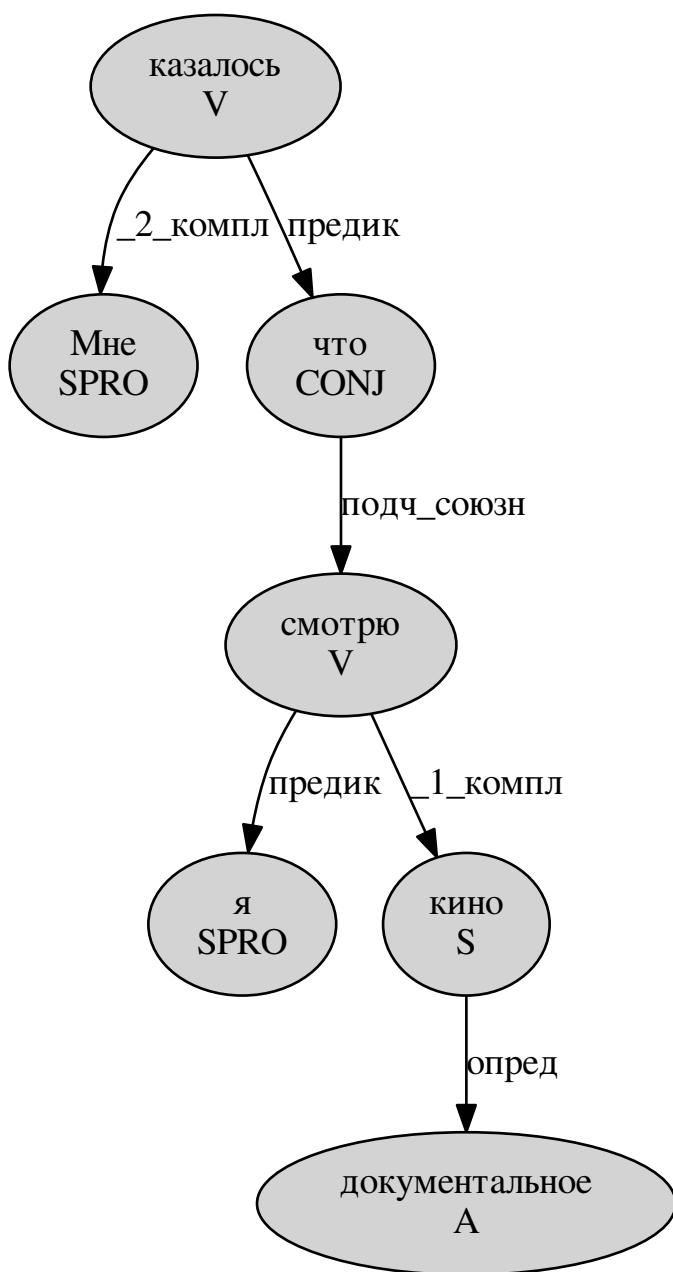 казалось
V
_2_компл
предик
Мне
SPRO
что
CONJ
подч_союзн
смотрю
V
предик
_1_компл
я
SPRO
кино
S
опред
документальное
A